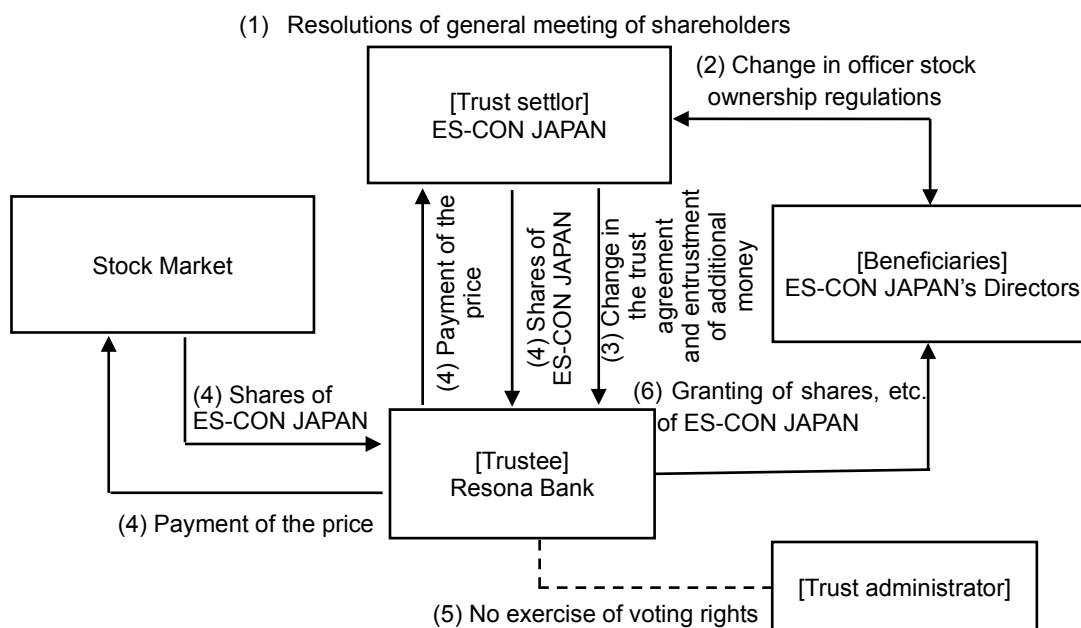 (1) Resolutions of general meeting of shareholders
[Trust settlor]
ES-CON JAPAN
(2) Change in officer stock
ownership regulations
Stock Market
(4) Payment of the
price
(4) Shares of
ES-CON JAPAN
(3) Change in
the trust
agreement
and entrustment
of additional
money
[Beneficiaries]
ES-CON JAPAN's Directors
(4) Shares of
ES-CON JAPAN
(6) Granting of shares, etc.
of ES-CON JAPAN
[Trustee]
Resona Bank
(4) Payment of the price
(5) No exercise of voting rights
[Trust administrator]